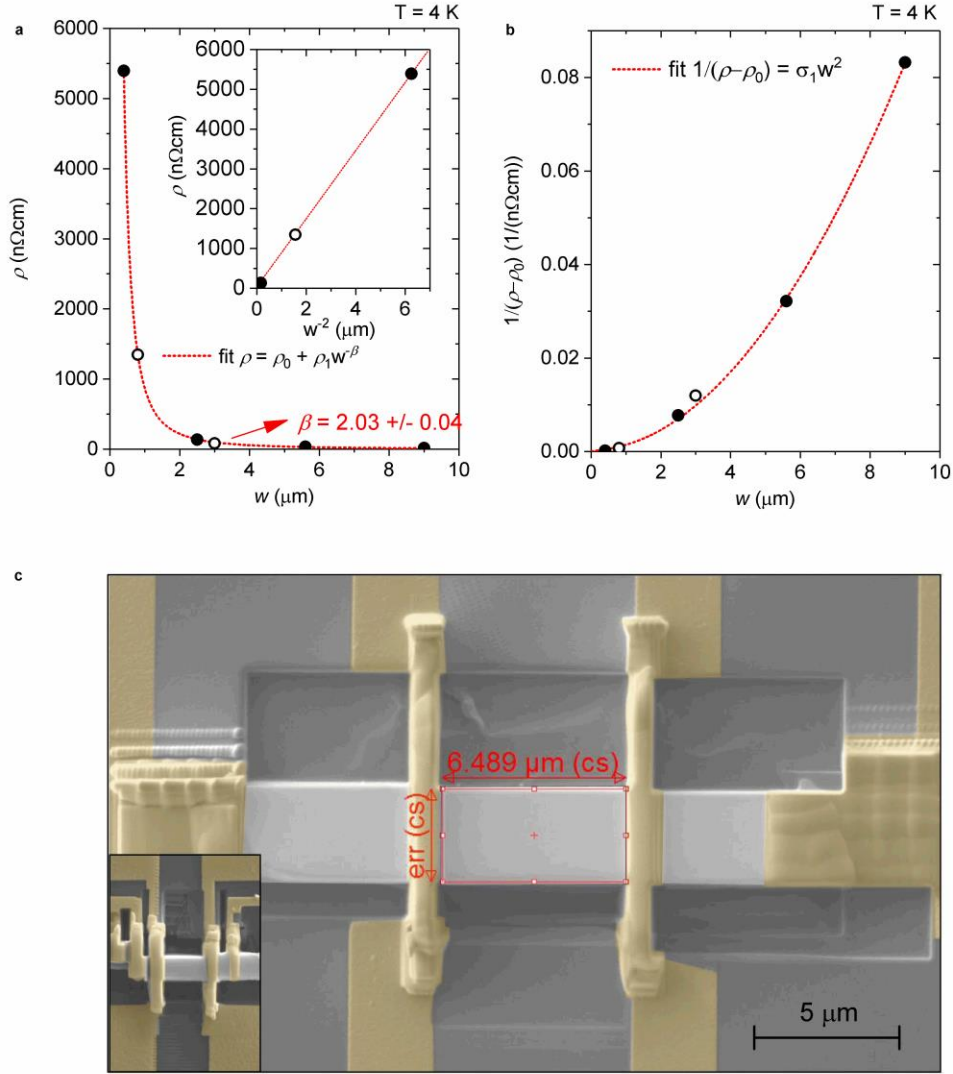 T = 4 K
a
6000
5000
4000
3000
2000
1000
0
ρ (nΩcm)
0 2 4 6 8 10
w (μm)
6000
5000
4000
3000
2000
1000
0
ρ (nΩcm)
0 2 4 6
w⁻² (μm)
fit ρ = ρ₀ + ρ₁w⁻ᵝ
β = 2.03 +/- 0.04
T = 4 K
b
0.08
0.06
0.04
0.02
0.00
1/(ρ–ρ₀) (1/(nΩcm))
fit 1/(ρ–ρ₀) = σ₁w²
0 2 4 6 8 10
w (μm)
c
6.489 µm (cs)
err (cs)
5 μm